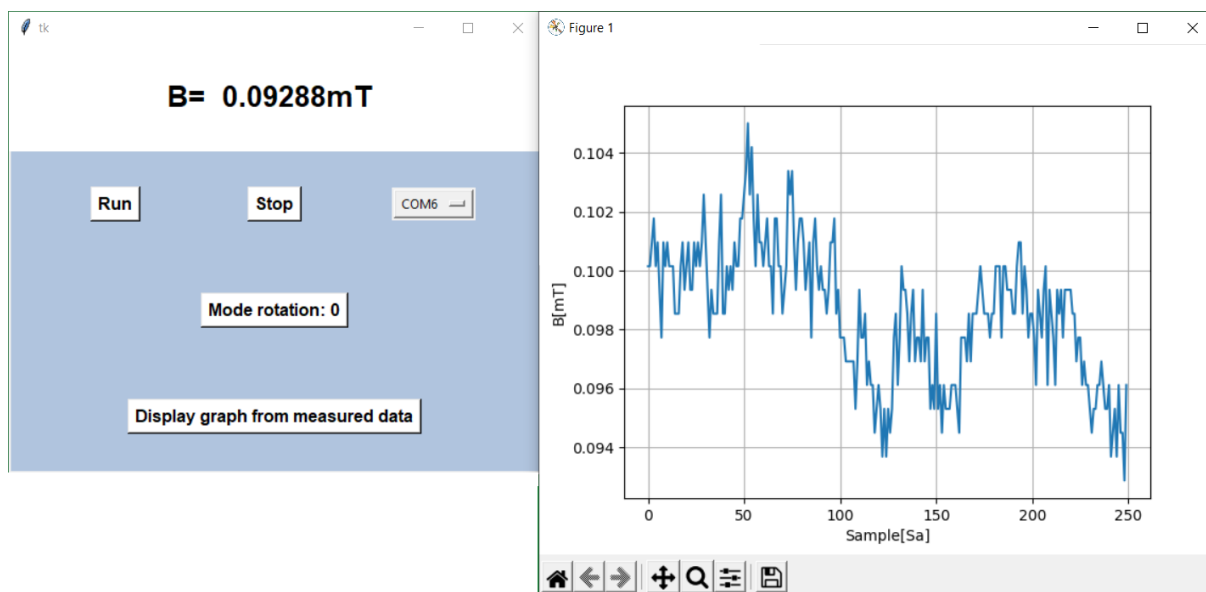 tk
B= 0.09288mT
Run
Stop
COM6
Mode rotation: 0
Display graph from measured data
Figure 1
0.104
0.102
0.100
0.098
0.096
0.094
B[mT]
0 50 100 150 200 250
Sample[Sa]